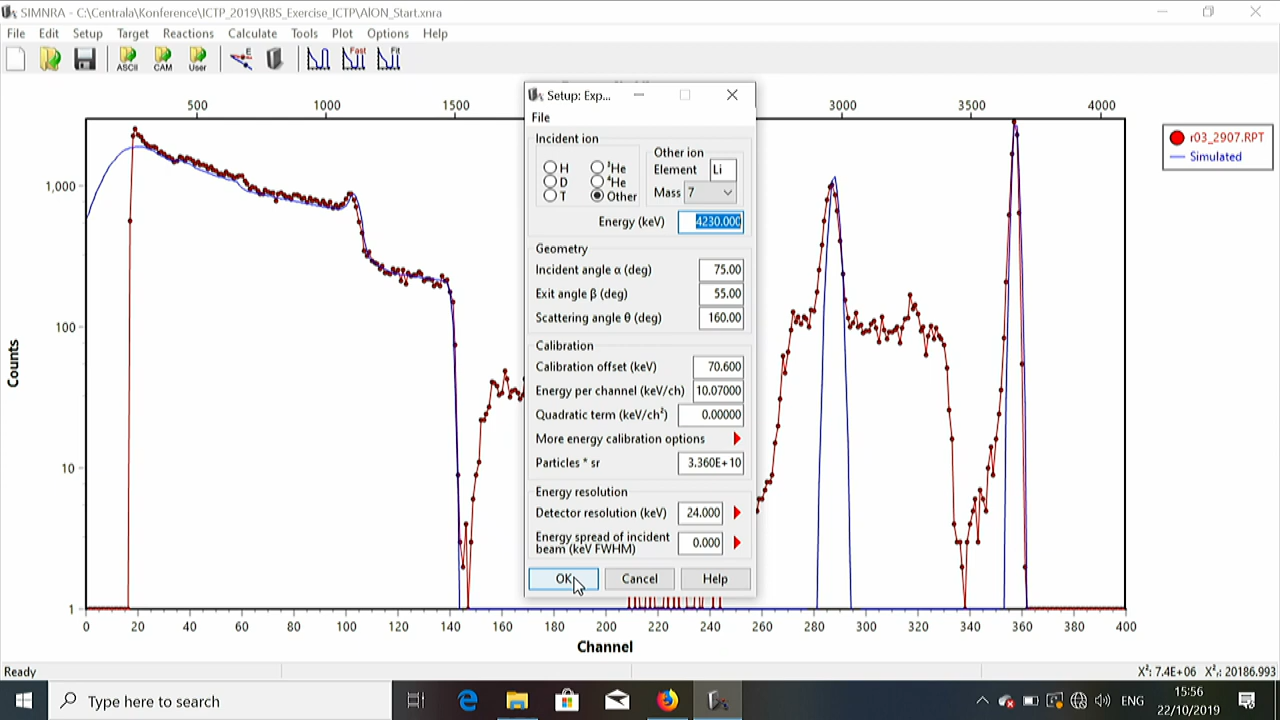 SIMNRA - C:\Centrala\Konference\ICTP_2019\RBS_Exercise_ICTP\AlON_Start.xnra
File Edit Setup Target Reactions Calculate Tools Plot Options Help
ASCII CAM User E Fast Fit
500 1000 1500 3000 3500 4000
1,000
100
10
1
Counts
0 20 40 60 80 100 120 140 160 180 200 220 240 260 280 300 320 340 360 380 400
Channel
r03_2907.RPT
Simulated
Setup: Exp...
File
Incident ion
H ³He
D ⁴He
T Other
Other ion
Element Li
Mass 7
Energy (keV) 4230.000
Geometry
Incident angle α (deg) 75.00
Exit angle β (deg) 55.00
Scattering angle θ (deg) 160.00
Calibration
Calibration offset (keV) 70.600
Energy per channel (keV/ch) 10.07000
Quadratic term (keV/ch²) 0.00000
More energy calibration options
Particles * sr 3.360E+10
Energy resolution
Detector resolution (keV) 24.000
Energy spread of incident
beam (keV FWHM) 0.000
OK Cancel Help
Ready X²: 7.4E+06 X²ᵣ: 20186.993
Type here to search
ENG
15:56
22/10/2019